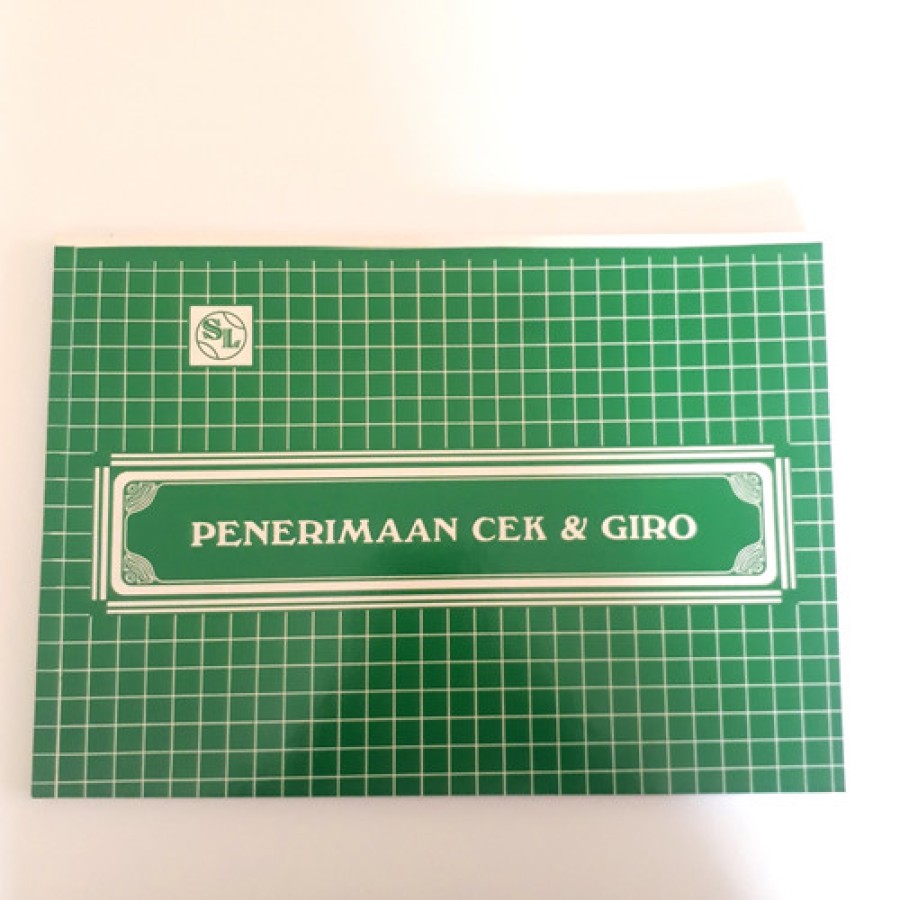 SL
PENERIMAAN CEK & GIRO